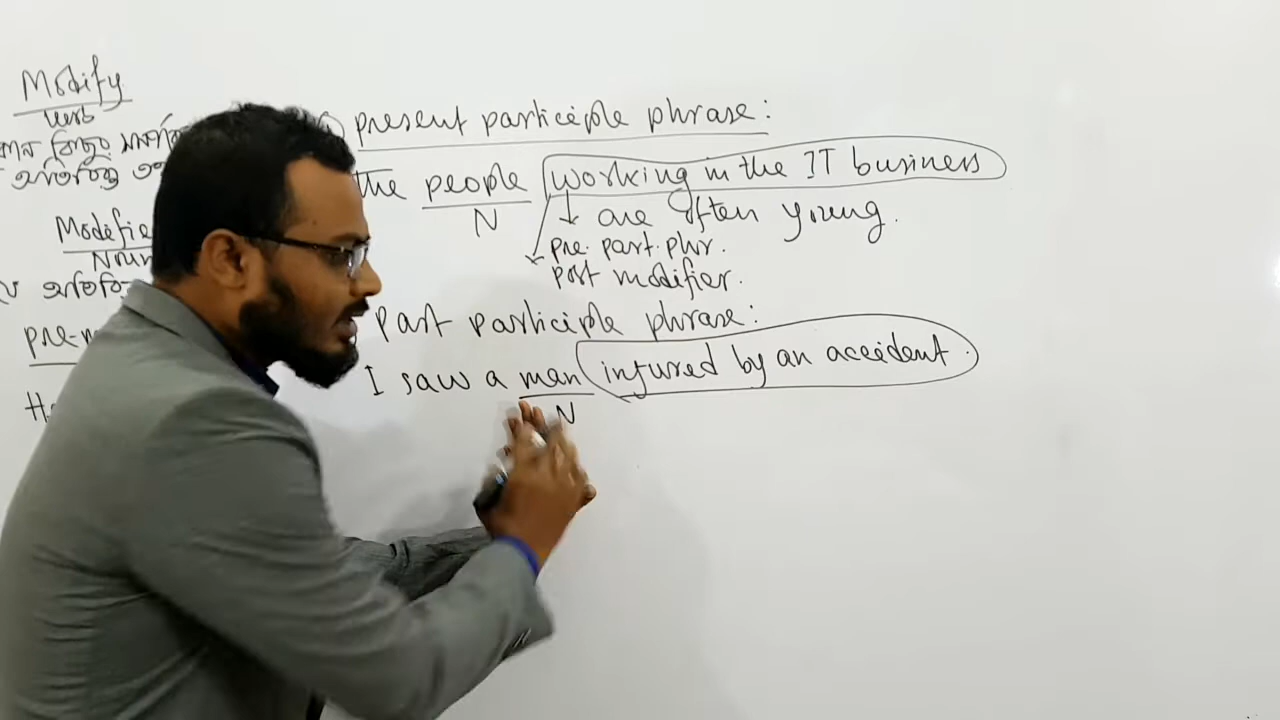 Modify
verb
Modifie
Noun
pre-m
present participle phrase:
The people working in the IT business
N
are often young.
pre. part. phr.
post modifier.
past participle phrase:
I saw a man injured by an accident.
N